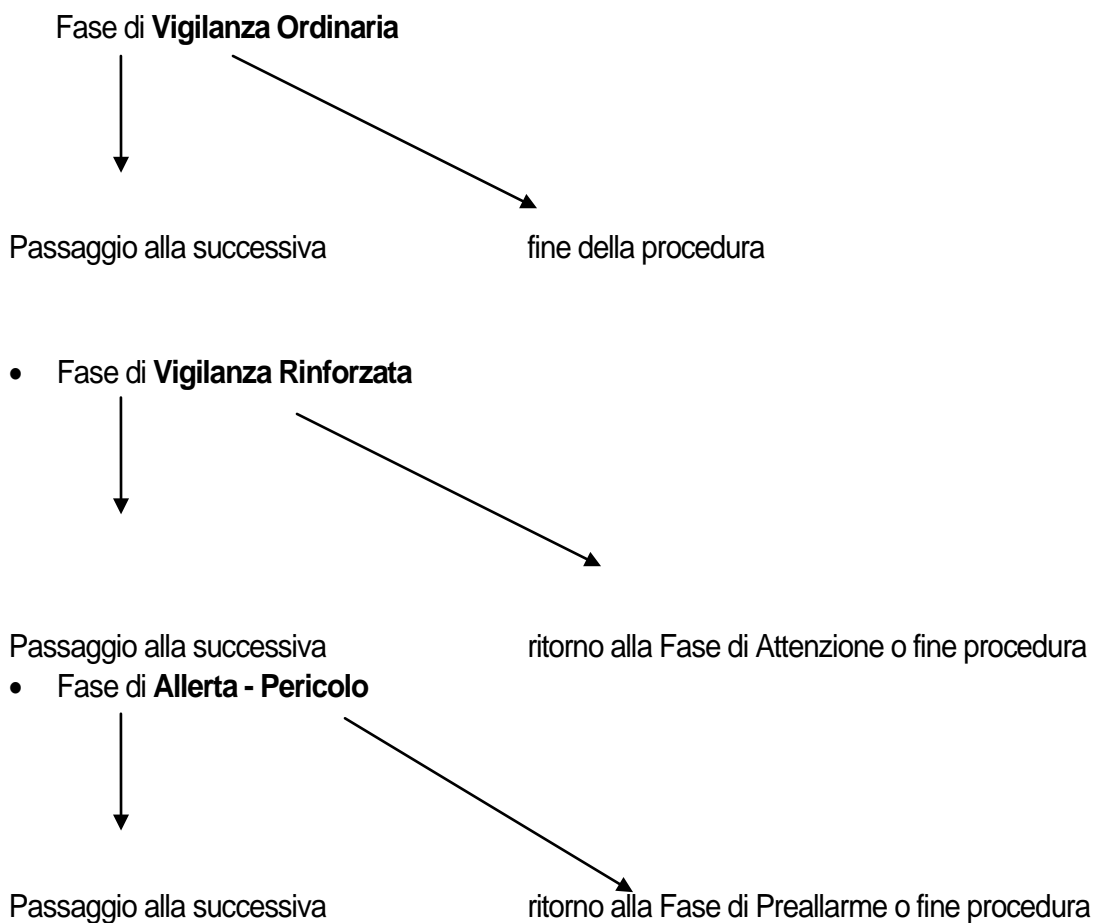 Fase di Vigilanza Ordinaria
Passaggio alla successiva fine della procedura
• Fase di Vigilanza Rinforzata
Passaggio alla successiva ritorno alla Fase di Attenzione o fine procedura
• Fase di Allerta - Pericolo
Passaggio alla successiva ritorno alla Fase di Preallarme o fine procedura